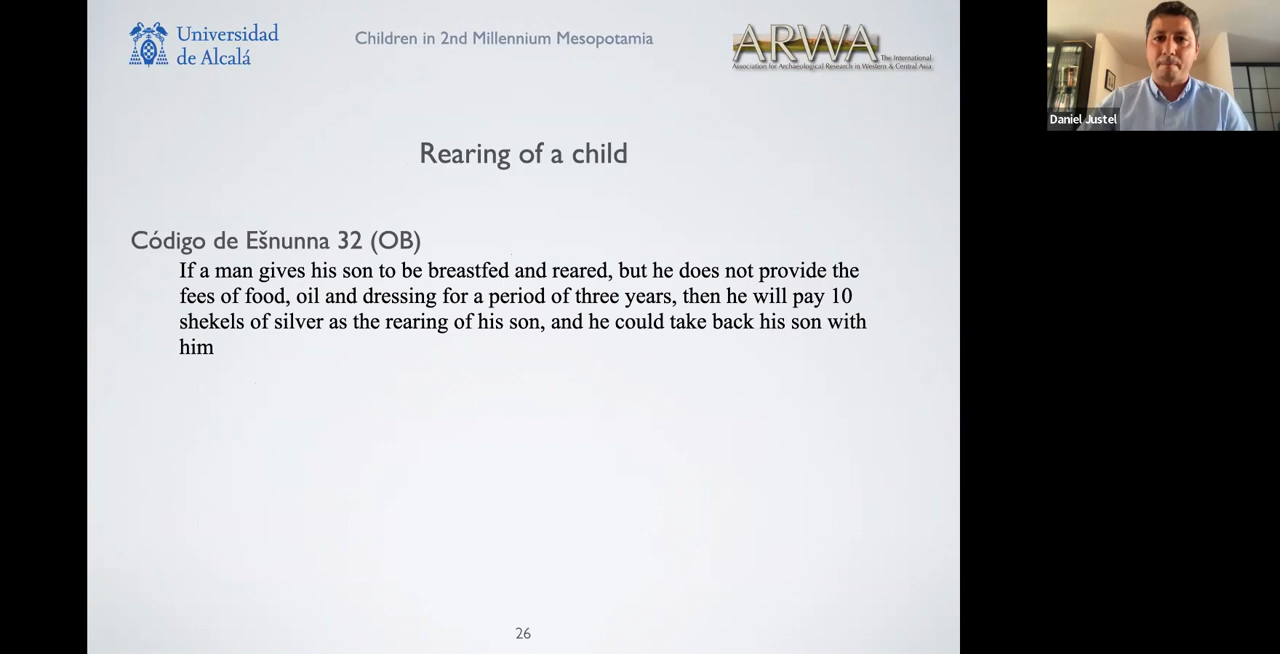 Universidad
de Alcalá
Children in 2nd Millennium Mesopotamia
ARWA
The International
Association for Archaeological Research in Western & Central Asia
Daniel Justel
Rearing of a child
Código de Ešnunna 32 (OB)
If a man gives his son to be breastfed and reared, but he does not provide the
fees of food, oil and dressing for a period of three years, then he will pay 10
shekels of silver as the rearing of his son, and he could take back his son with
him
26